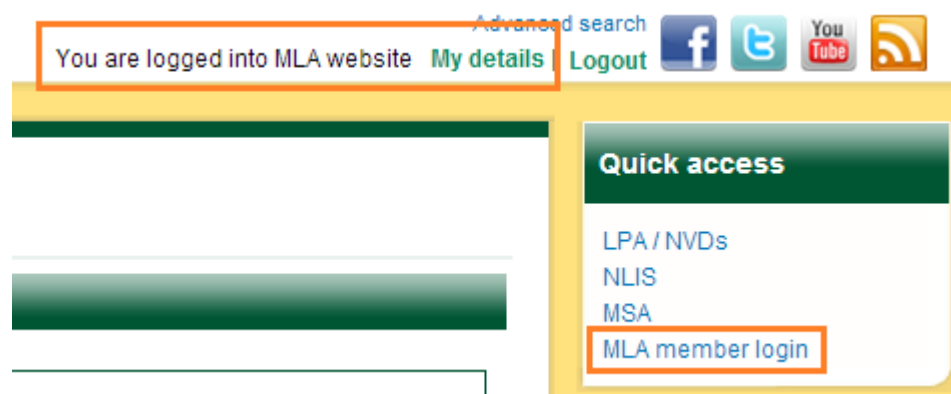 Advanced search
You are logged into MLA website My details | Logout
You Tube
Quick access
LPA / NVDs
NLIS
MSA
MLA member login